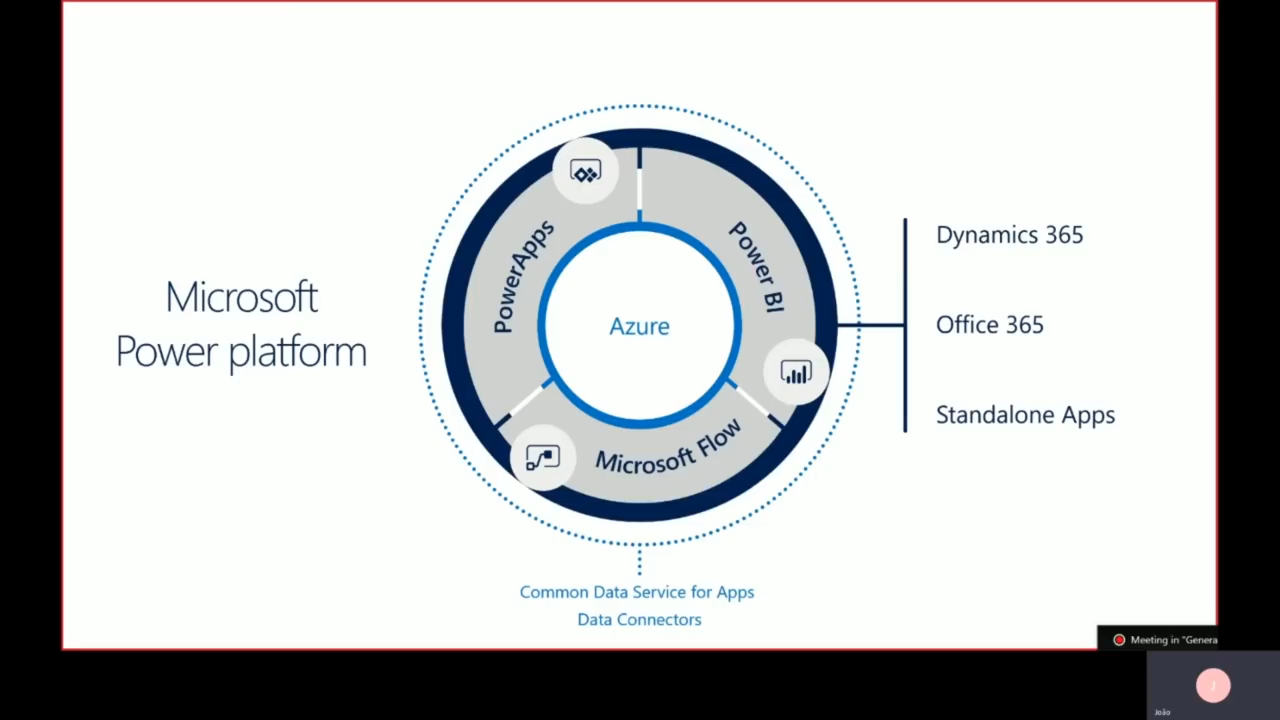 Microsoft
Power platform
PowerApps
Power BI
Azure
Microsoft Flow
Dynamics 365
Office 365
Standalone Apps
Common Data Service for Apps
Data Connectors
Meeting in "Genera
J
João